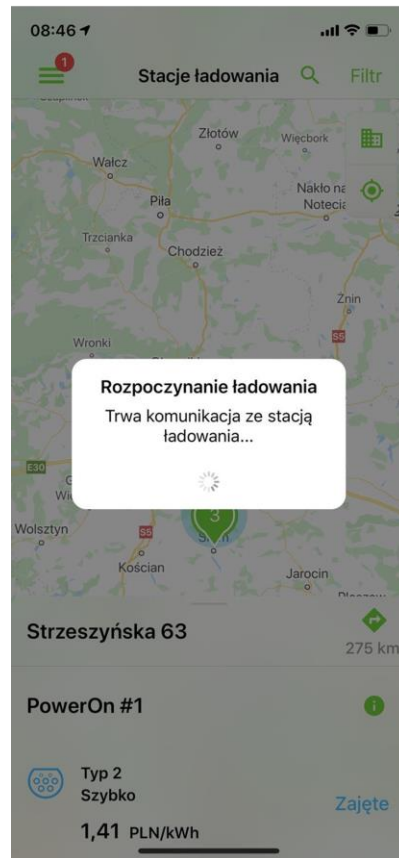 08:46
1
Stacje ładowania
Filtr
Złotów
Więcbork
Wałcz
Piła
Nakło na
Notecią
Trzcianka
Chodzież
Żnin
S5
Wronki
Rozpoczynanie ładowania
Trwa komunikacja ze stacją
ładowania...
E30
Wolsztyn
S5
3
Kościan
Jarocin
Strzeszyńska 63
275 km
PowerOn #1
Typ 2
Szybko
Zajęte
1,41 PLN/kWh